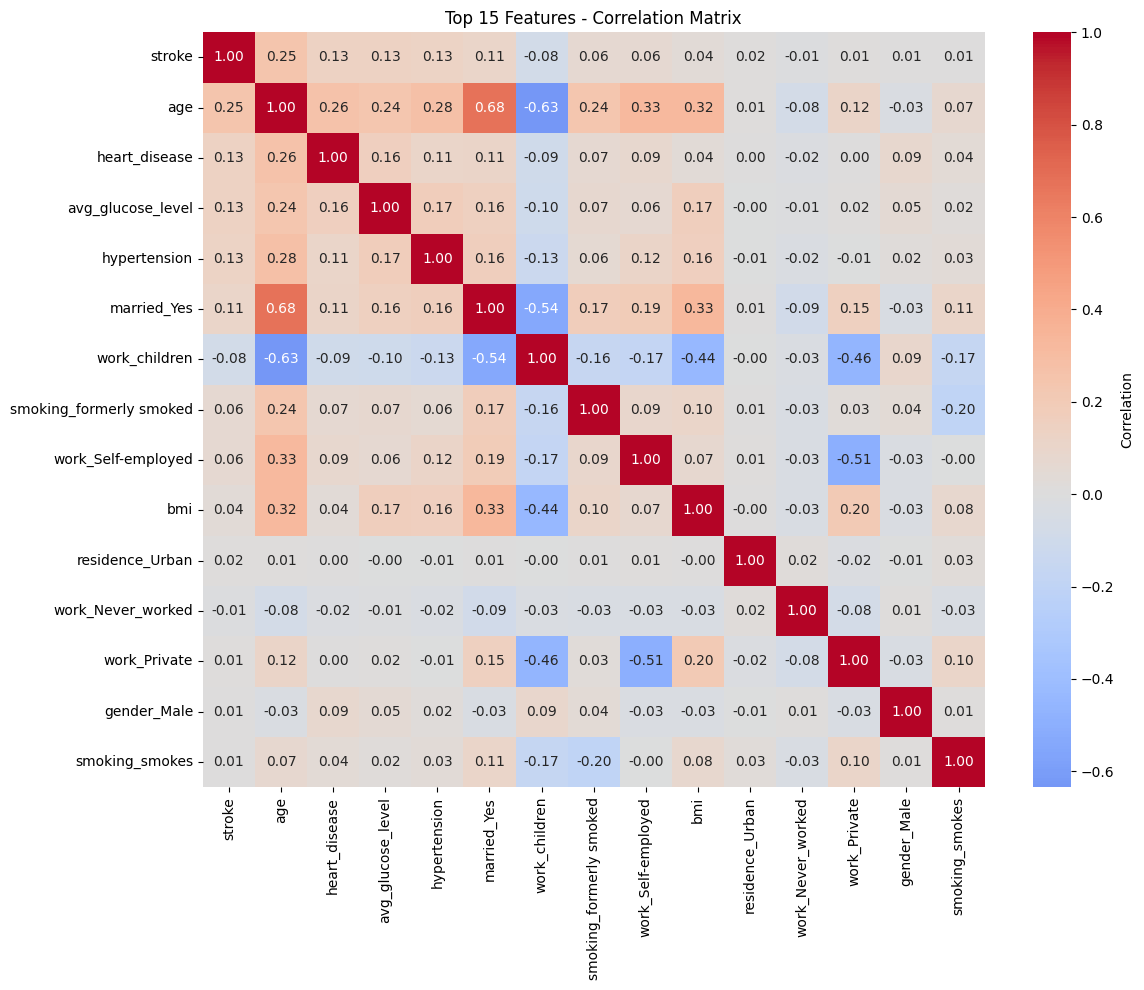 Top 15 Features - Correlation Matrix
stroke 1.00 0.25 0.13 0.13 0.13 0.11 -0.08 0.06 0.06 0.04 0.02 -0.01 0.01 0.01 0.01
age 0.25 1.00 0.26 0.24 0.28 0.68 -0.63 0.24 0.33 0.32 0.01 -0.08 0.12 -0.03 0.07
heart_disease 0.13 0.26 1.00 0.16 0.11 0.11 -0.09 0.07 0.09 0.04 0.00 -0.02 0.00 0.09 0.04
avg_glucose_level 0.13 0.24 0.16 1.00 0.17 0.16 -0.10 0.07 0.06 0.17 -0.00 -0.01 0.02 0.05 0.02
hypertension 0.13 0.28 0.11 0.17 1.00 0.16 -0.13 0.06 0.12 0.16 -0.01 -0.02 -0.01 0.02 0.03
married_Yes 0.11 0.68 0.11 0.16 0.16 1.00 -0.54 0.17 0.19 0.33 0.01 -0.09 0.15 -0.03 0.11
work_children -0.08 -0.63 -0.09 -0.10 -0.13 -0.54 1.00 -0.16 -0.17 -0.44 -0.00 -0.03 -0.46 0.09 -0.17
smoking_formerly smoked 0.06 0.24 0.07 0.07 0.06 0.17 -0.16 1.00 0.09 0.10 0.01 -0.03 0.03 0.04 -0.20
work_Self-employed 0.06 0.33 0.09 0.06 0.12 0.19 -0.17 0.09 1.00 0.07 0.01 -0.03 -0.51 -0.03 -0.00
bmi 0.04 0.32 0.04 0.17 0.16 0.33 -0.44 0.10 0.07 1.00 -0.00 -0.03 0.20 -0.03 0.08
residence_Urban 0.02 0.01 0.00 -0.00 -0.01 0.01 -0.00 0.01 0.01 -0.00 1.00 0.02 -0.02 -0.01 0.03
work_Never_worked -0.01 -0.08 -0.02 -0.01 -0.02 -0.09 -0.03 -0.03 -0.03 -0.03 0.02 1.00 -0.08 0.01 -0.03
work_Private 0.01 0.12 0.00 0.02 -0.01 0.15 -0.46 0.03 -0.51 0.20 -0.02 -0.08 1.00 -0.03 0.10
gender_Male 0.01 -0.03 0.09 0.05 0.02 -0.03 0.09 0.04 -0.03 -0.03 -0.01 0.01 -0.03 1.00 0.01
smoking_smokes 0.01 0.07 0.04 0.02 0.03 0.11 -0.17 -0.20 -0.00 0.08 0.03 -0.03 0.10 0.01 1.00
stroke
age
heart_disease
avg_glucose_level
hypertension
married_Yes
work_children
smoking_formerly smoked
work_Self-employed
bmi
residence_Urban
work_Never_worked
work_Private
gender_Male
smoking_smokes
1.0
0.8
0.6
0.4
0.2
0.0
−0.2
−0.4
−0.6
Correlation